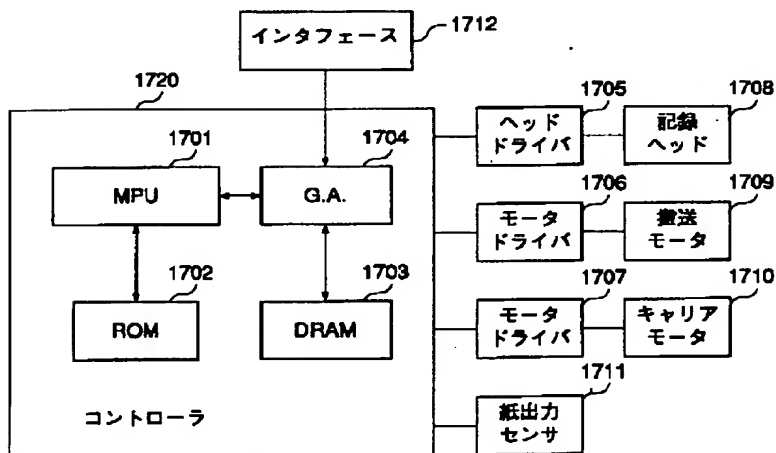 インタフェース
1712
1720
1701
MPU
1704
G.A.
1702
ROM
1703
DRAM
コントローラ
1705
ヘッド
ドライバ
1708
記録
ヘッド
1706
モータ
ドライバ
1709
搬送
モータ
1707
モータ
ドライバ
1710
キャリア
モータ
1711
紙出力
センサ